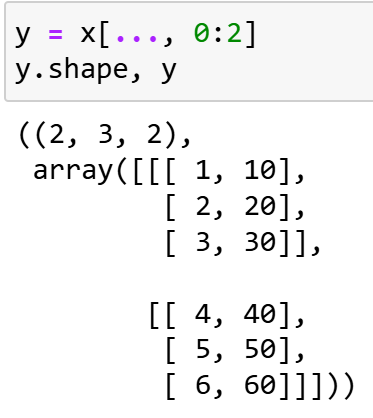 y = x[..., 0:2]
y.shape, y
((2, 3, 2),
 array([[[ 1, 10],
         [ 2, 20],
         [ 3, 30]],

        [[ 4, 40],
         [ 5, 50],
         [ 6, 60]]]))